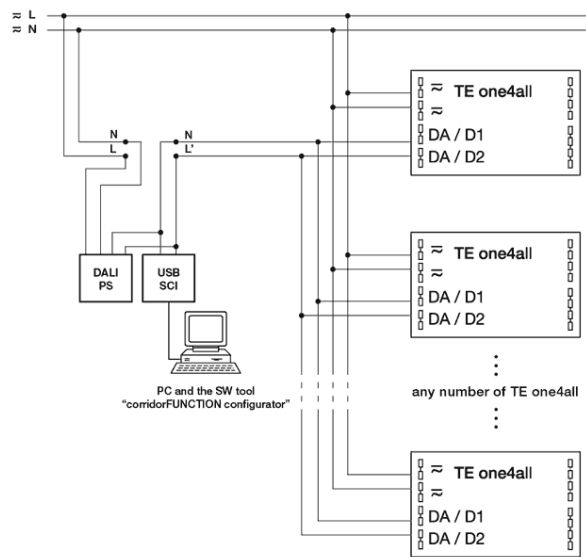 ≂ L
≂ N
≂ TE one4all
≂
DA / D1
DA / D2
N
L
N
L’
DALI
PS
USB
SCI
≂ TE one4all
≂
DA / D1
DA / D2
PC and the SW tool
“corridorFUNCTION configurator”
any number of TE one4all
≂ TE one4all
≂
DA / D1
DA / D2